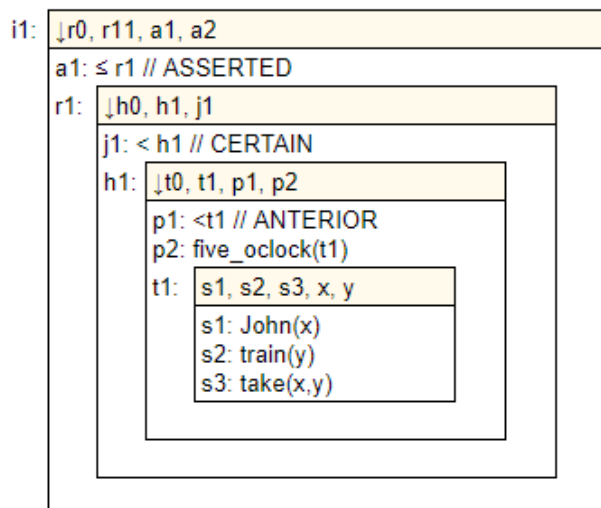 i1: ↓r0, r11, a1, a2
a1: ≤ r1 // ASSERTED
r1: ↓h0, h1, j1
j1: < h1 // CERTAIN
h1: ↓t0, t1, p1, p2
p1: <t1 // ANTERIOR
p2: five_oclock(t1)
t1: s1, s2, s3, x, y
s1: John(x)
s2: train(y)
s3: take(x,y)